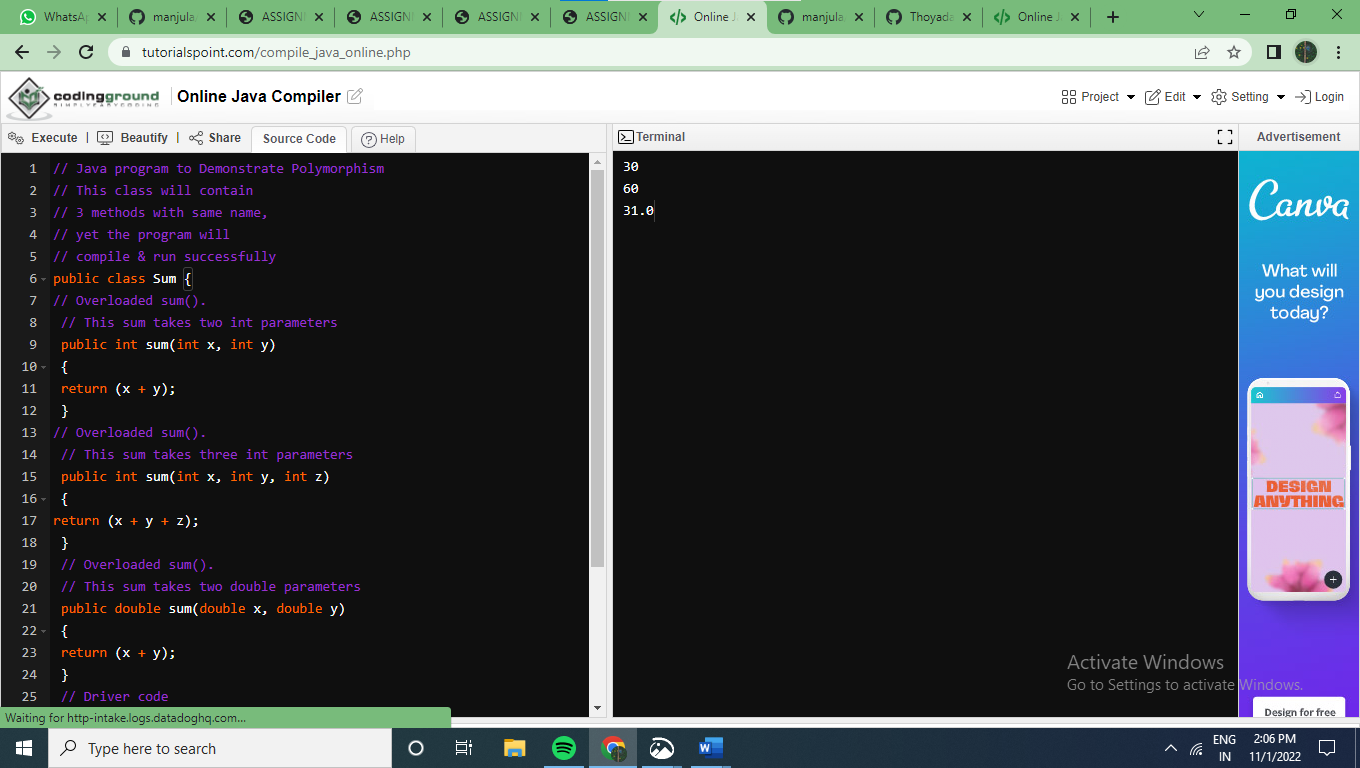 WhatsAp
manjula
ASSIGN
ASSIGN
ASSIGN
ASSIGN
Online J
manjula
Thoyada
Online J
tutorialspoint.com/compile_java_online.php
codingground
SIMPLYEASYCODING
Online Java Compiler
Project
Edit
Setting
Login
Execute | Beautify | Share
Source Code
Help
Terminal
Advertisement
1 // Java program to Demonstrate Polymorphism
2 // This class will contain
3 // 3 methods with same name,
4 // yet the program will
5 // compile & run successfully
6 public class Sum {
7 // Overloaded sum().
8 // This sum takes two int parameters
9 public int sum(int x, int y)
10 {
11 return (x + y);
12 }
13 // Overloaded sum().
14 // This sum takes three int parameters
15 public int sum(int x, int y, int z)
16 {
17 return (x + y + z);
18 }
19 // Overloaded sum().
20 // This sum takes two double parameters
21 public double sum(double x, double y)
22 {
23 return (x + y);
24 }
25 // Driver code
30
60
31.0
Canva
What will
you design
today?
DESIGN
ANYTHING
Design for free
Activate Windows
Go to Settings to activate Windows.
Waiting for http-intake.logs.datadoghq.com...
Type here to search
W
ENG
IN
2:06 PM
11/1/2022